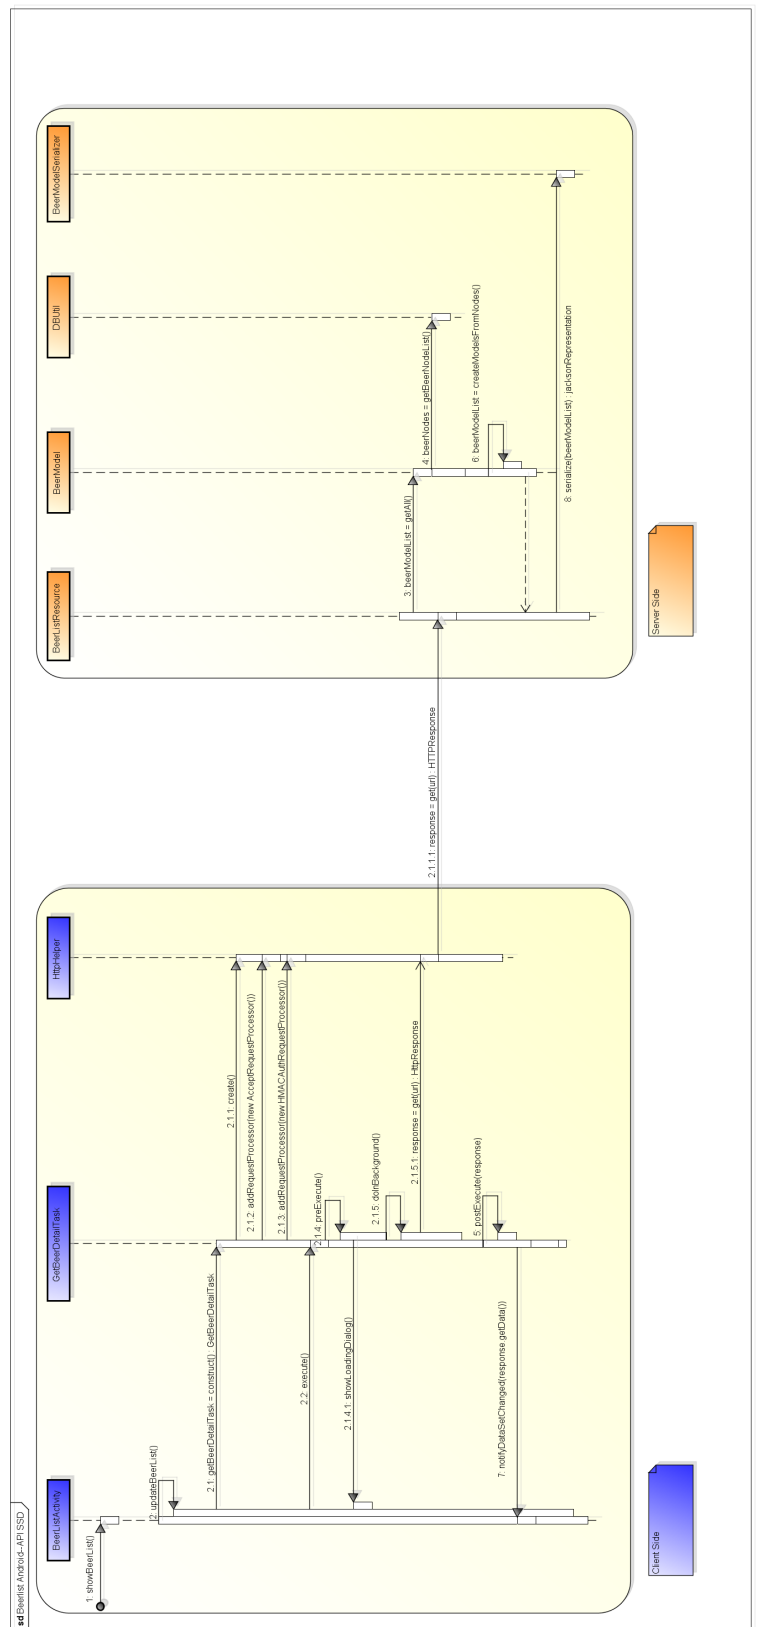 sd Beerlist Android--API SSD
BeerListActivity
GetBeerDetailTask
HttpHelper
BeerListResource
BeerModel
DBUtil
BeerModelSerializer
1: showBeerList()
2: updateBeerList()
2.1: getBeerDetailTask = construct() : GetBeerDetailTask
2.1.1: create()
2.1.2: addRequestProcessor(new AcceptRequestProcessor())
2.1.3: addRequestProcessor(new HMACAuthRequestProcessor())
2.2: execute()
2.1.4: preExecute()
2.1.4.1: showLoadingDialog()
2.1.5: doInBackground()
2.1.5.1: response = get(url) : HttpResponse
2.1.1.1: response = get(url) : HTTPResponse
3: beerModelList = getAll()
4: beerNodes = getBeerNodeList()
5: postExecute(response)
6: beerModelList = createModelsFromNodes()
7: notifyDataSetChanged(response.getData())
8: serialize(beerModelList) : jacksonRepresentation
Client Side
Server Side